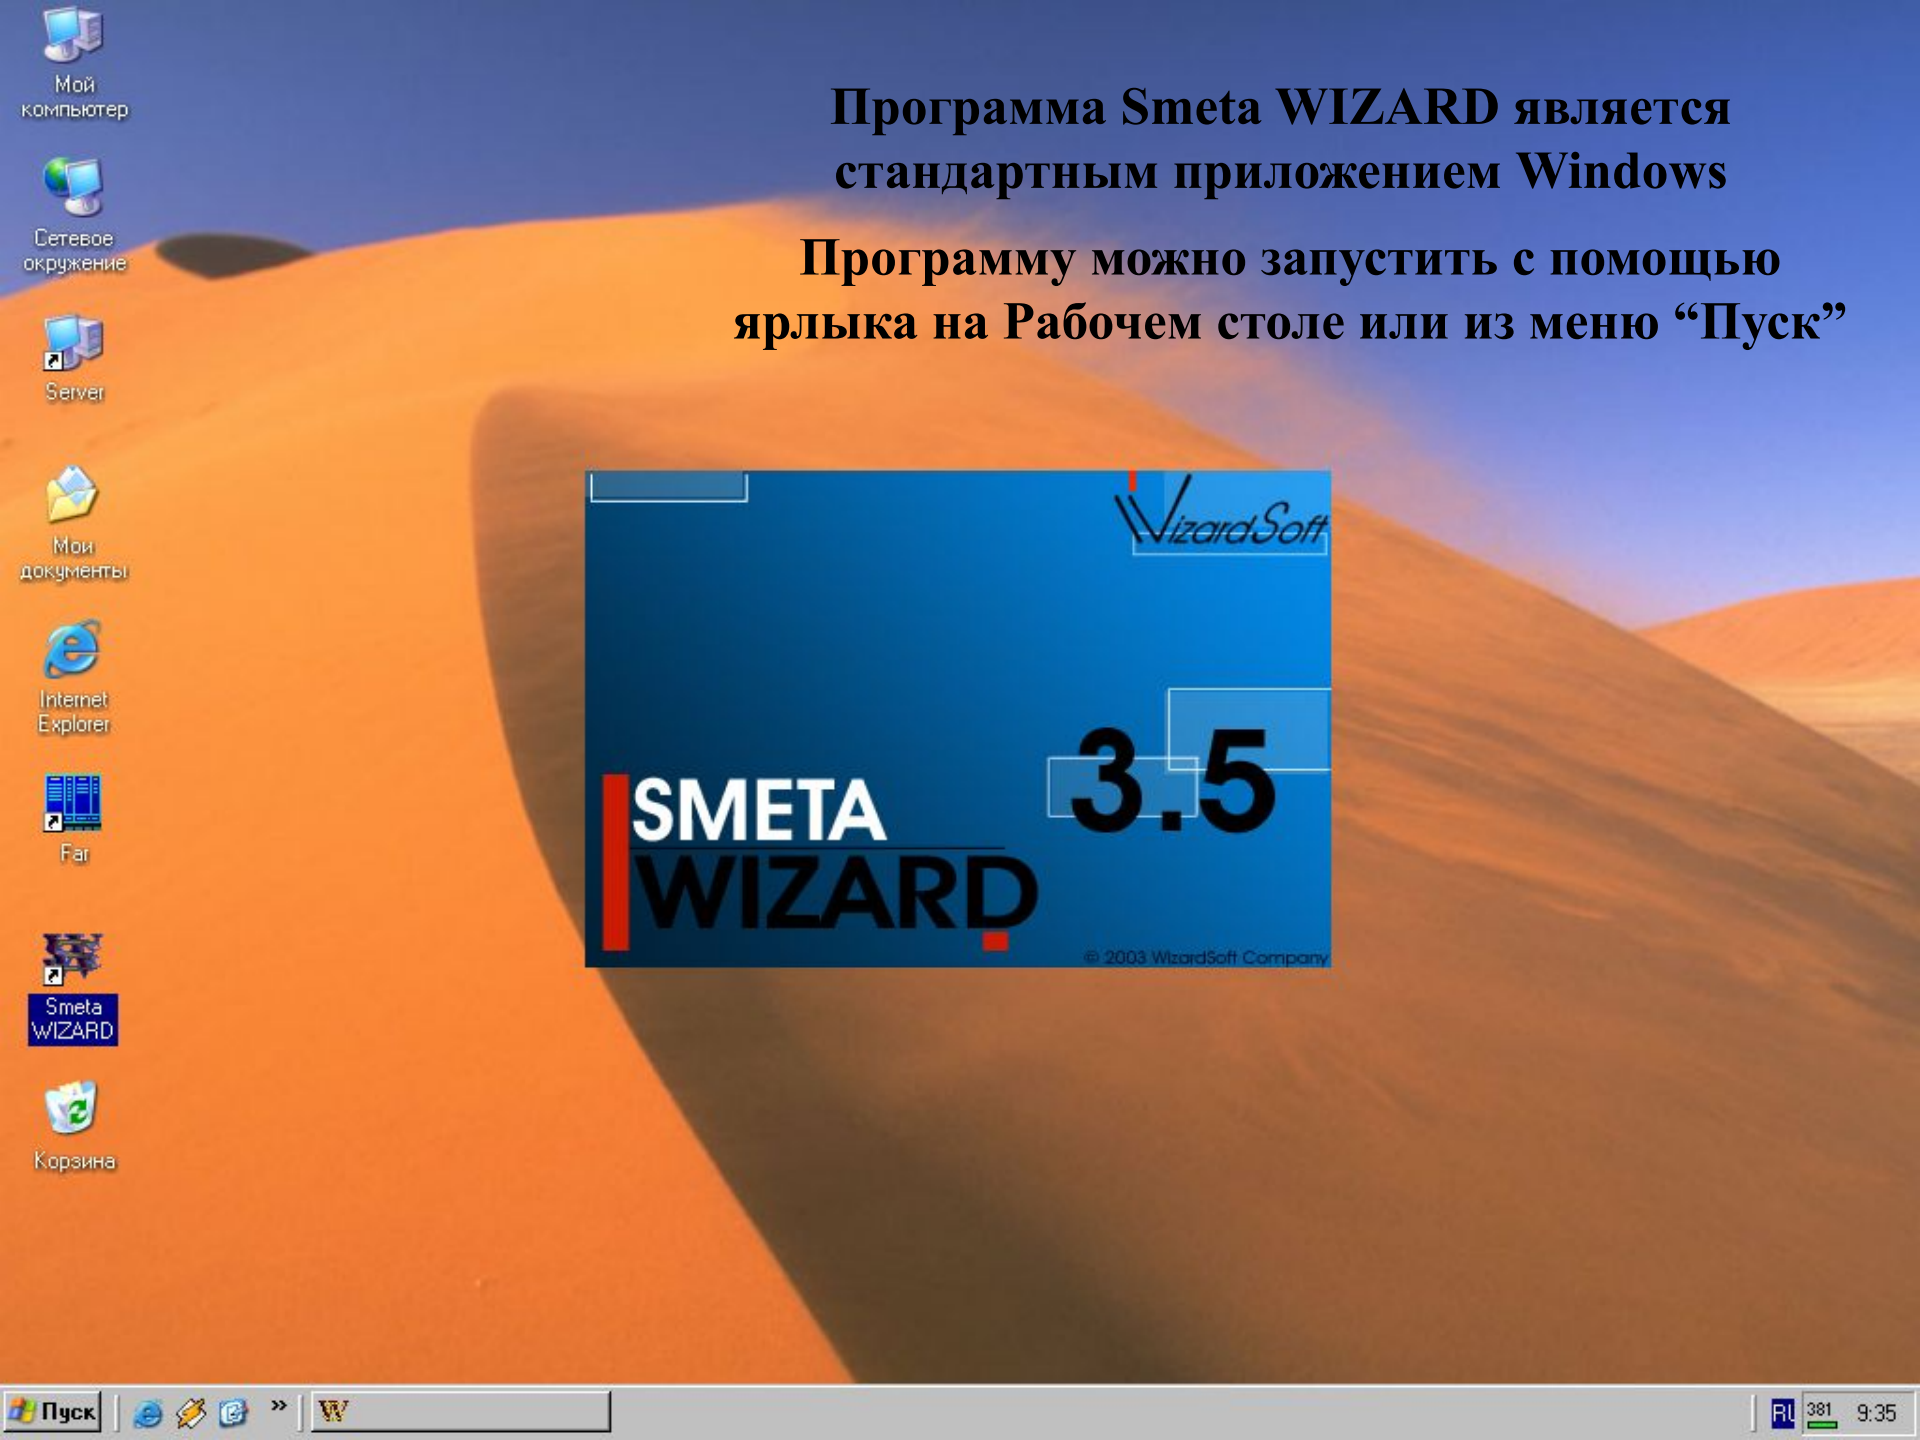 Мой
компьютер
Сетевое
окружение
Server
Мои
документы
Internet
Explorer
Far
Smeta
WIZARD
Корзина
Программа Smeta WIZARD является
стандартным приложением Windows
Программу можно запустить с помощью
ярлыка на Рабочем столе или из меню “Пуск”
WizardSoft
3.5
SMETA
WIZARD
© 2003 WizardSoft Company
Пуск
»
W
RU
381
9:35